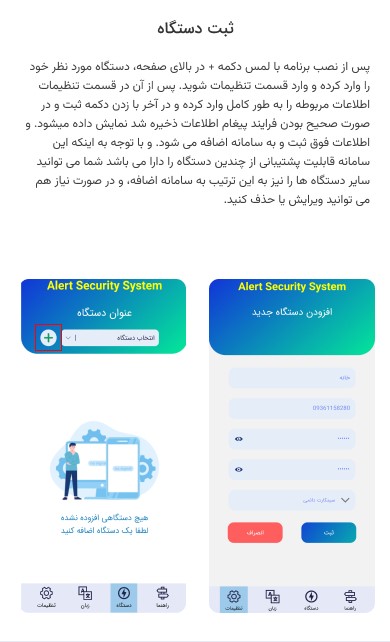 ثبت دستگاه
پس از نصب برنامه با لمس دکمه + در بالای صفحه، دستگاه مورد نظر خود
را وارد کرده و وارد قسمت تنظیمات شوید. پس از آن در قسمت تنظیمات
اطلاعات مربوطه را به طور کامل وارد کرده و در آخر با زدن دکمه ثبت و در
صورت صحیح بودن فرایند پیغام اطلاعات ذخیره شد نمایش داده میشود. و
اطلاعات فوق ثبت و به سامانه اضافه می شود. و با توجه به اینکه این
سامانه قابلیت پشتیبانی از چندین دستگاه را دارا می باشد شما می توانید
سایر دستگاه ها را نیز به این ترتیب به سامانه اضافه، و در صورت نیاز هم
می توانید ویرایش یا حذف کنید.
Alert Security System
افزودن دستگاه جدید
خانه
09361158280
••••••
••••••
سیمکارت دائمی
ثبت
انصراف
راهنما
دستگاه
زبان
تنظیمات
Alert Security System
عنوان دستگاه
انتخاب دستگاه
هیچ دستگاهی افزوده نشده
لطفا یک دستگاه اضافه کنید
راهنما
دستگاه
زبان
تنظیمات